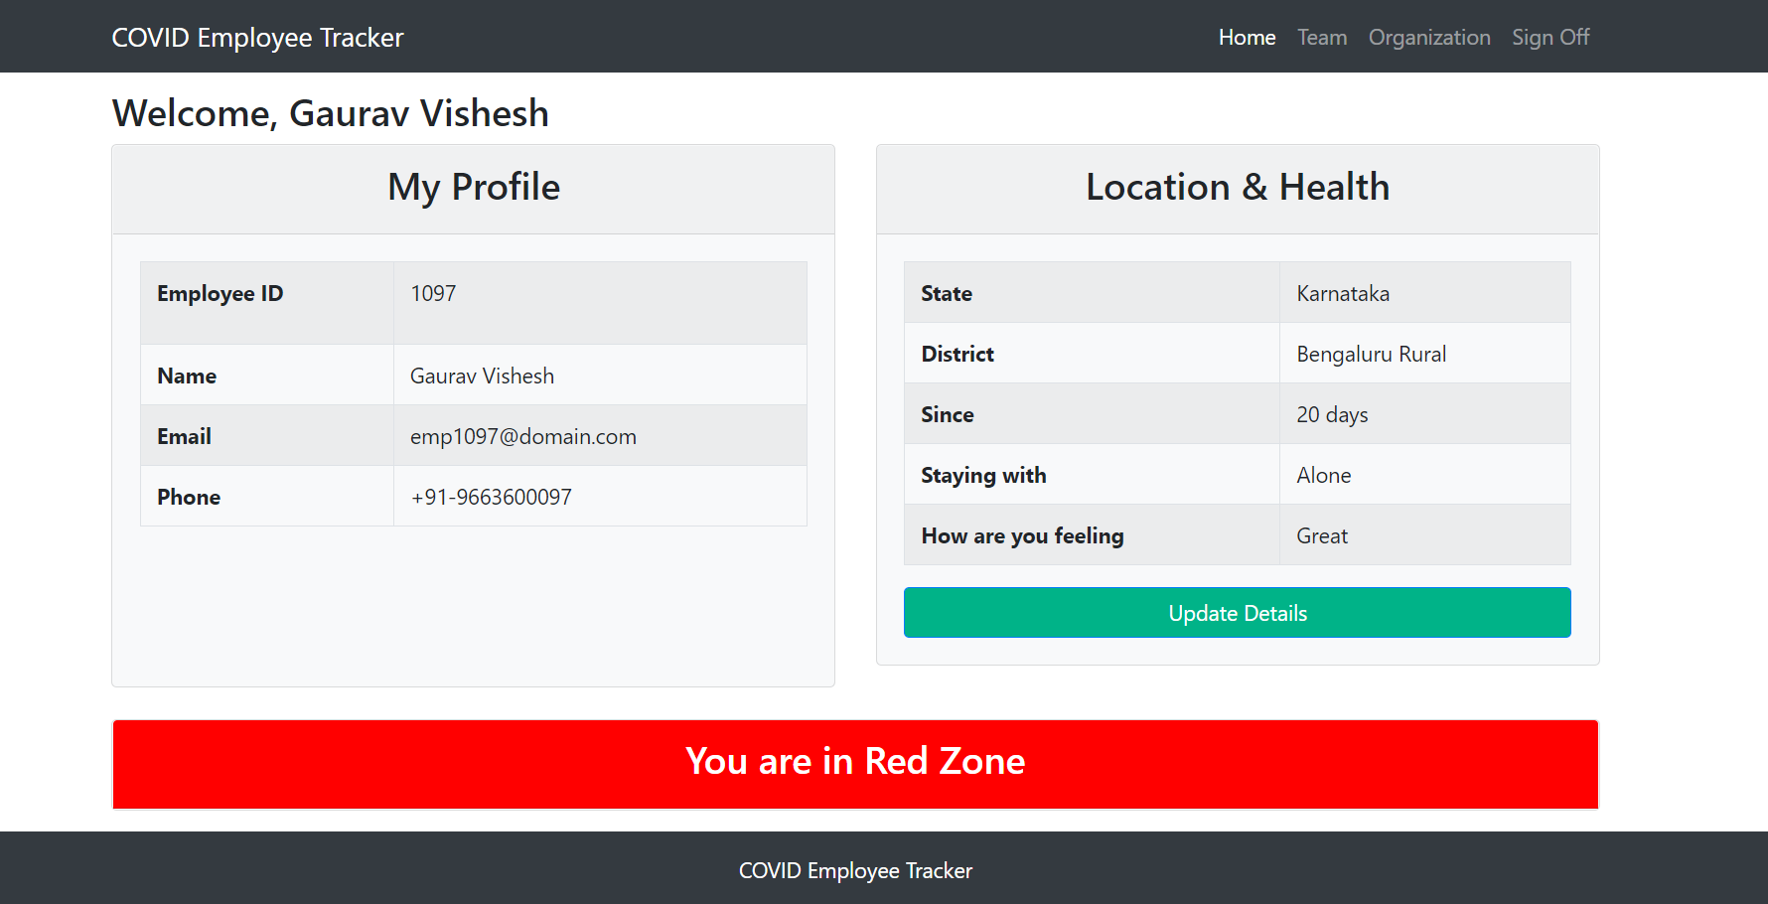 COVID Employee Tracker
Home Team Organization Sign Off
Welcome, Gaurav Vishesh
My Profile
Employee ID 1097
Name Gaurav Vishesh
Email emp1097@domain.com
Phone +91-9663600097
Location & Health
State Karnataka
District Bengaluru Rural
Since 20 days
Staying with Alone
How are you feeling Great
Update Details
You are in Red Zone
COVID Employee Tracker